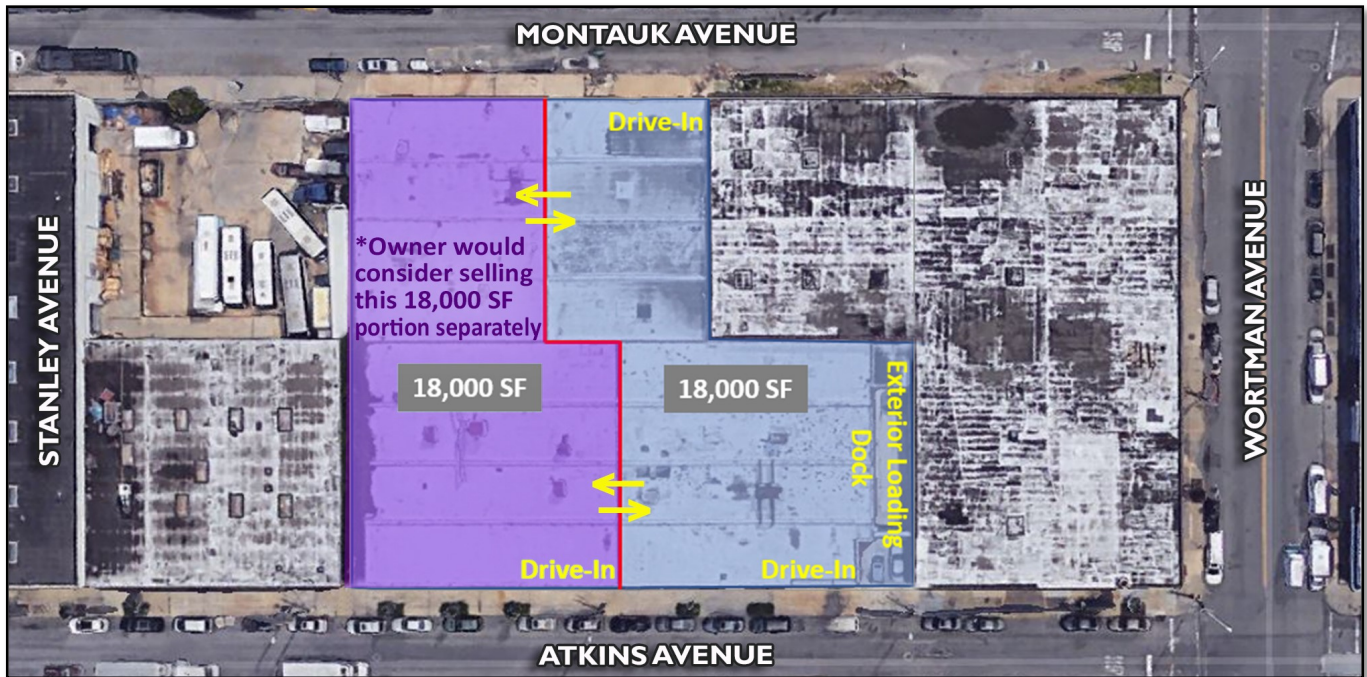 MONTAUK AVENUE
Drive-In
STANLEY AVENUE
WORTMAN AVENUE
*Owner would
consider selling
this 18,000 SF
portion separately
18,000 SF
18,000 SF
Exterior Loading
Dock
Drive-In
Drive-In
ATKINS AVENUE